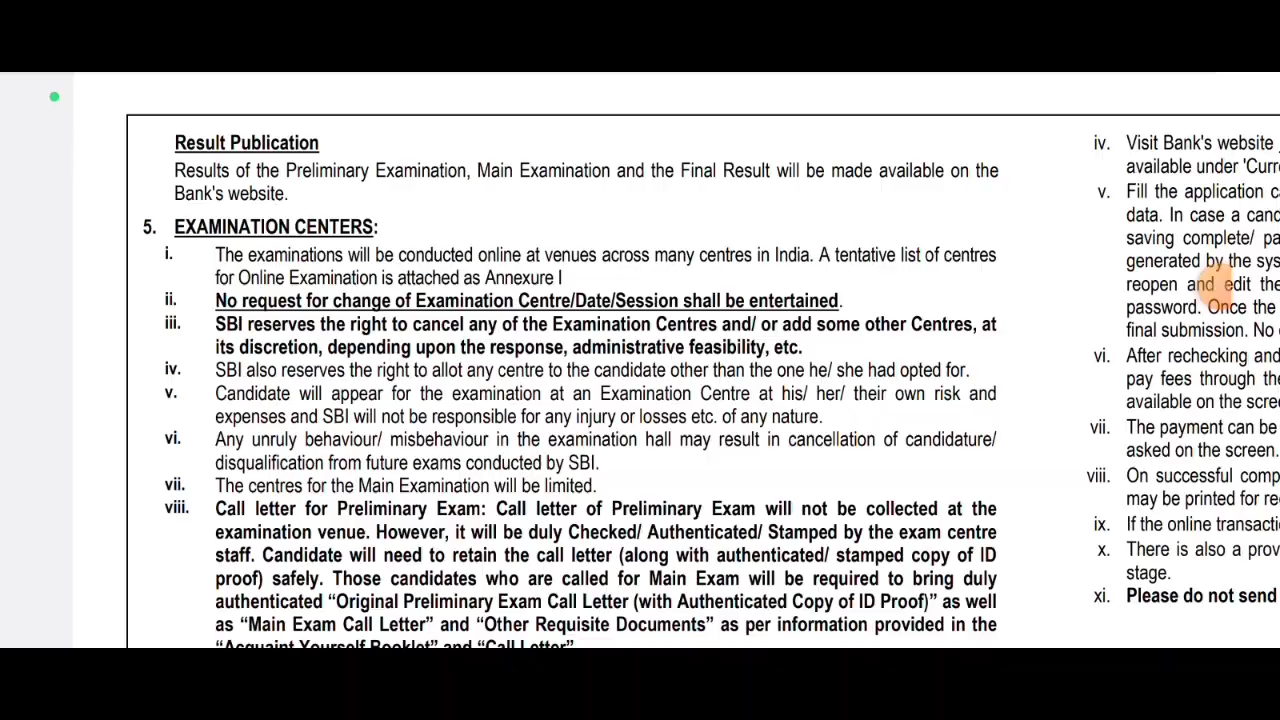 Result Publication
Results of the Preliminary Examination, Main Examination and the Final Result will be made available on the
Bank's website.
5. EXAMINATION CENTERS:
i. The examinations will be conducted online at venues across many centres in India. A tentative list of centres
for Online Examination is attached as Annexure I
ii. No request for change of Examination Centre/Date/Session shall be entertained.
iii. SBI reserves the right to cancel any of the Examination Centres and/ or add some other Centres, at
its discretion, depending upon the response, administrative feasibility, etc.
iv. SBI also reserves the right to allot any centre to the candidate other than the one he/ she had opted for.
v. Candidate will appear for the examination at an Examination Centre at his/ her/ their own risk and
expenses and SBI will not be responsible for any injury or losses etc. of any nature.
vi. Any unruly behaviour/ misbehaviour in the examination hall may result in cancellation of candidature/
disqualification from future exams conducted by SBI.
vii. The centres for the Main Examination will be limited.
viii. Call letter for Preliminary Exam: Call letter of Preliminary Exam will not be collected at the
examination venue. However, it will be duly Checked/ Authenticated/ Stamped by the exam centre
staff. Candidate will need to retain the call letter (along with authenticated/ stamped copy of ID
proof) safely. Those candidates who are called for Main Exam will be required to bring duly
authenticated “Original Preliminary Exam Call Letter (with Authenticated Copy of ID Proof)” as well
as “Main Exam Call Letter” and “Other Requisite Documents” as per information provided in the
“Acquaint Yourself Booklet” and “Call Letter”
iv. Visit Bank's website
available under 'Curr
v. Fill the application
data. In case a
saving complete/
generated by the
reopen and edit the
password. Once the
final submission. No
vi. After rechecking and
pay fees through
available on the
vii. The payment can be
asked on the screen.
viii. On successful
may be printed for
ix. If the online
x. There is also a
stage.
xi. Please do not send